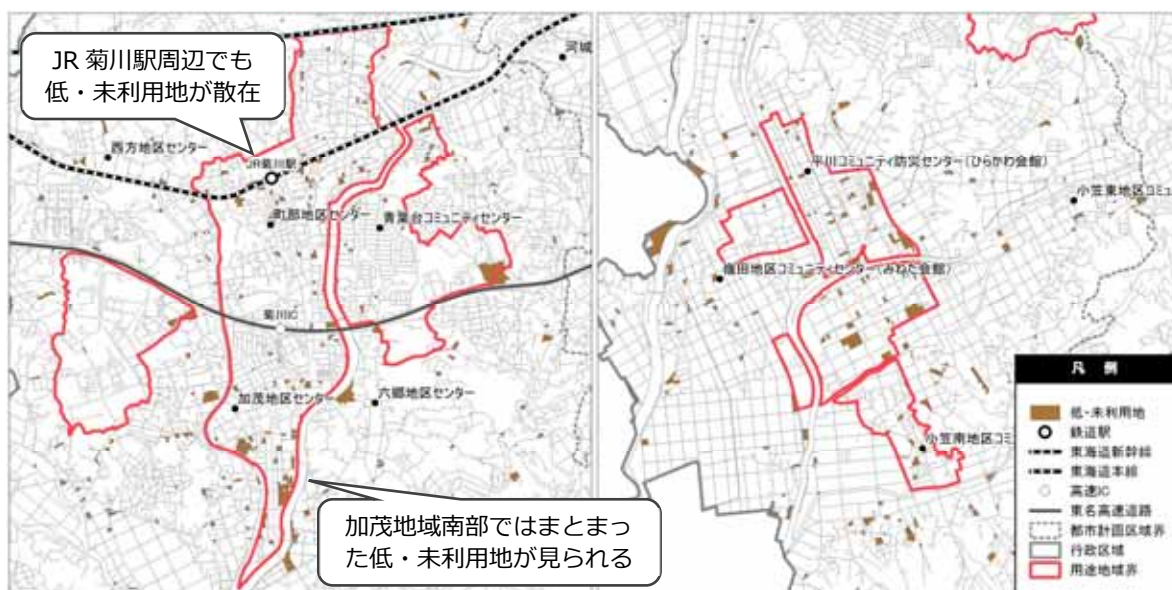 JR 菊川駅周辺でも
低・未利用地が散在
河城
西方地区センター
JR菊川駅
町部地区センター
青葉台コミュニティセンター
菊川IC
加茂地区センター
六郷地区センター
加茂地域南部ではまとまっ
た低・未利用地が見られる
平川コミュニティ防災センター(ひらかわ会館)
小笠東地区コミュ
嶺田地区コミュニティセンター(みねだ会館)
小笠南地区コミ
凡 例
低・未利用地
鉄道駅
東海道新幹線
東海道本線
高速IC
東名高速道路
都市計画区域界
行政区域
用途地域界